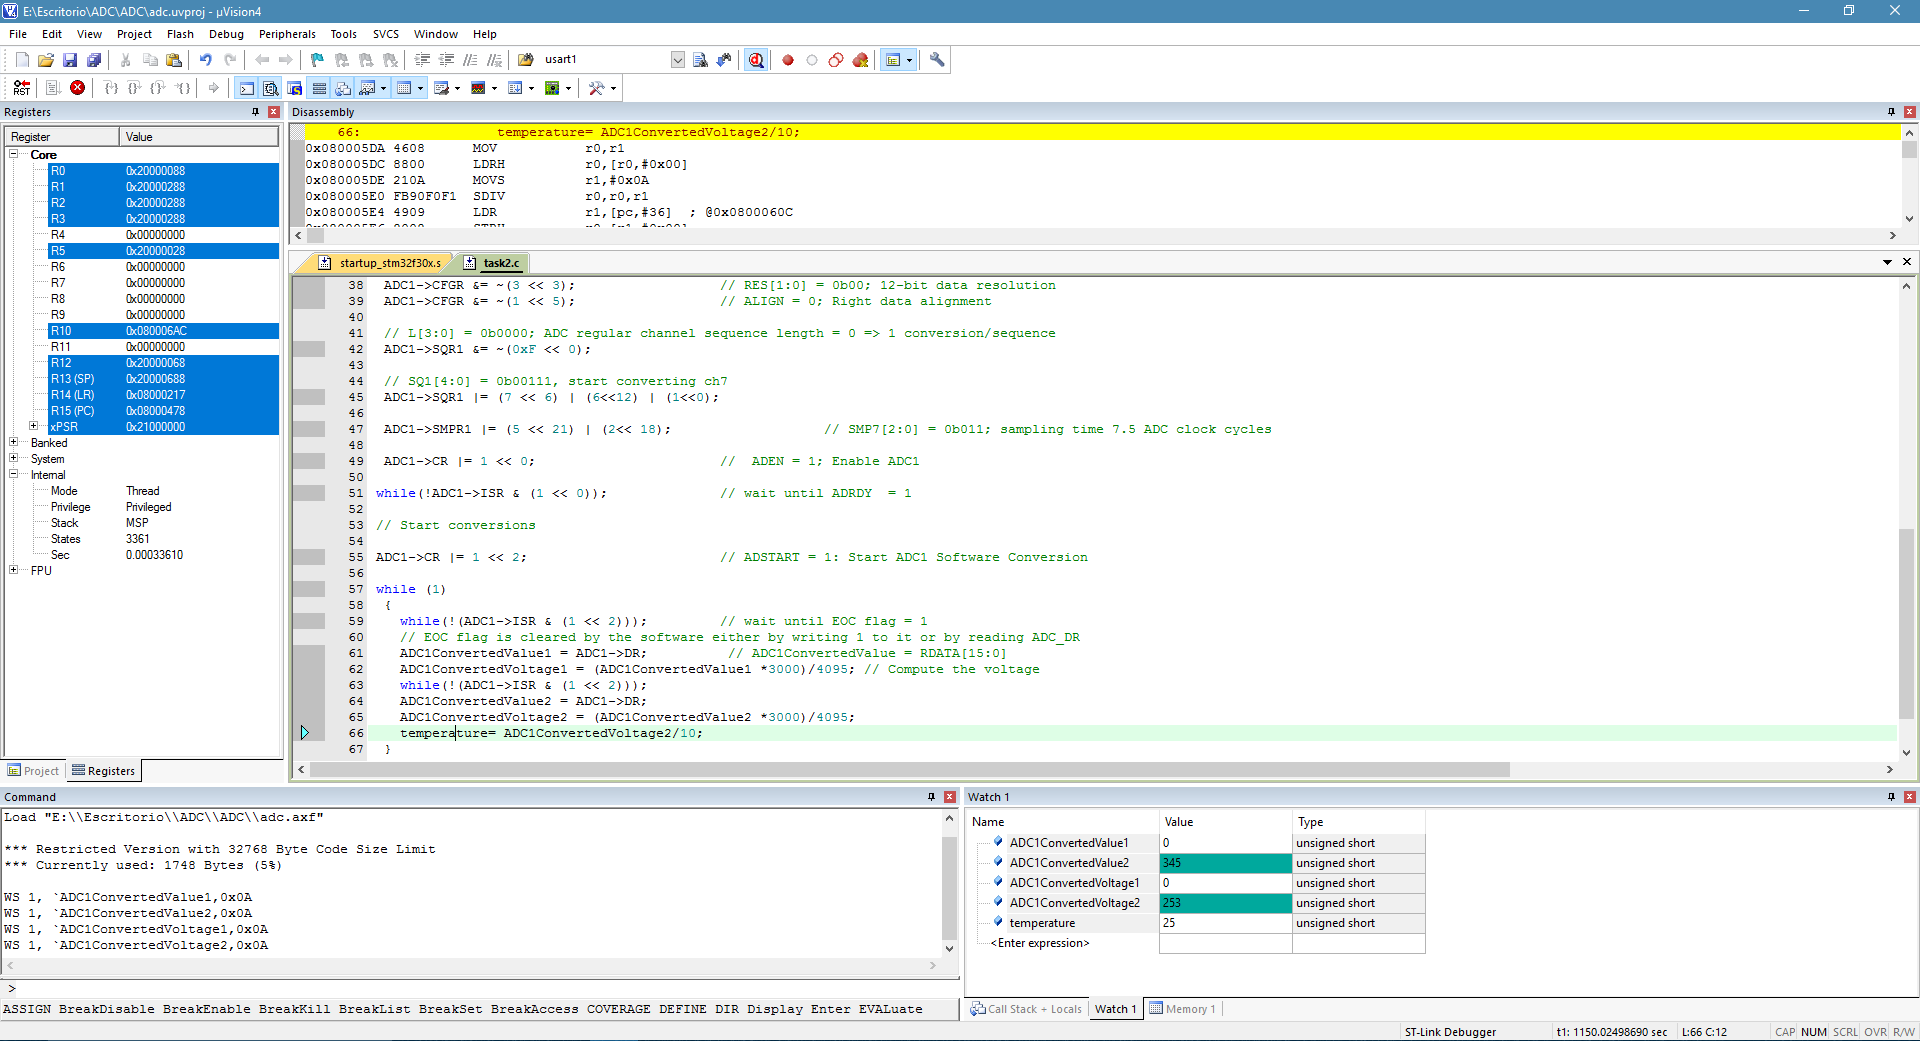 E:\Escritorio\ADC\ADC\adc.uvproj - µVision4
File Edit View Project Flash Debug Peripherals Tools SVCS Window Help
usart1
RST
Registers
Register Value
Core
R0 0x20000088
R1 0x20000288
R2 0x20000288
R3 0x20000288
R4 0x00000000
R5 0x20000028
R6 0x00000000
R7 0x00000000
R8 0x00000000
R9 0x00000000
R10 0x080006AC
R11 0x00000000
R12 0x20000068
R13 (SP) 0x20000688
R14 (LR) 0x08000217
R15 (PC) 0x08000478
xPSR 0x21000000
Banked
System
Internal
Mode Thread
Privilege Privileged
Stack MSP
States 3361
Sec 0.00033610
FPU
Project Registers
Disassembly
66: temperature= ADC1ConvertedVoltage2/10;
0x080005DA 4608 MOV r0,r1
0x080005DC 8800 LDRH r0,[r0,#0x00]
0x080005DE 210A MOVS r1,#0x0A
0x080005E0 FB90F0F1 SDIV r0,r0,r1
0x080005E4 4909 LDR r1,[pc,#36] ; @0x0800060C
startup_stm32f30x.s task2.c
38 ADC1->CFGR &= ~(3 << 3); // RES[1:0] = 0b00; 12-bit data resolution
39 ADC1->CFGR &= ~(1 << 5); // ALIGN = 0; Right data alignment
40
41 // L[3:0] = 0b0000; ADC regular channel sequence length = 0 => 1 conversion/sequence
42 ADC1->SQR1 &= ~(0xF << 0);
43
44 // SQ1[4:0] = 0b00111, start converting ch7
45 ADC1->SQR1 |= (7 << 6) | (6<<12) | (1<<0);
46
47 ADC1->SMPR1 |= (5 << 21) | (2<< 18); // SMP7[2:0] = 0b011; sampling time 7.5 ADC clock cycles
48
49 ADC1->CR |= 1 << 0; // ADEN = 1; Enable ADC1
50
51 while(!ADC1->ISR & (1 << 0)); // wait until ADRDY = 1
52
53 // Start conversions
54
55 ADC1->CR |= 1 << 2; // ADSTART = 1: Start ADC1 Software Conversion
56
57 while (1)
58 {
59 while(!(ADC1->ISR & (1 << 2))); // wait until EOC flag = 1
60 // EOC flag is cleared by the software either by writing 1 to it or by reading ADC_DR
61 ADC1ConvertedValue1 = ADC1->DR; // ADC1ConvertedValue = RDATA[15:0]
62 ADC1ConvertedVoltage1 = (ADC1ConvertedValue1 *3000)/4095; // Compute the voltage
63 while(!(ADC1->ISR & (1 << 2)));
64 ADC1ConvertedValue2 = ADC1->DR;
65 ADC1ConvertedVoltage2 = (ADC1ConvertedValue2 *3000)/4095;
66 temperature= ADC1ConvertedVoltage2/10;
67 }
Command
Load "E:\\Escritorio\\ADC\\ADC\\adc.axf"
*** Restricted Version with 32768 Byte Code Size Limit
*** Currently used: 1748 Bytes (5%)
WS 1, `ADC1ConvertedValue1,0x0A
WS 1, `ADC1ConvertedValue2,0x0A
WS 1, `ADC1ConvertedVoltage1,0x0A
WS 1, `ADC1ConvertedVoltage2,0x0A
>
ASSIGN BreakDisable BreakEnable BreakKill BreakList BreakSet BreakAccess COVERAGE DEFINE DIR Display Enter EVALuate
Watch 1
Name Value Type
ADC1ConvertedValue1 0 unsigned short
ADC1ConvertedValue2 345 unsigned short
ADC1ConvertedVoltage1 0 unsigned short
ADC1ConvertedVoltage2 253 unsigned short
temperature 25 unsigned short
<Enter expression>
Call Stack + Locals Watch 1 Memory 1
ST-Link Debugger t1: 1150.02498690 sec L:66 C:12 CAP NUM SCRL OVR R/W